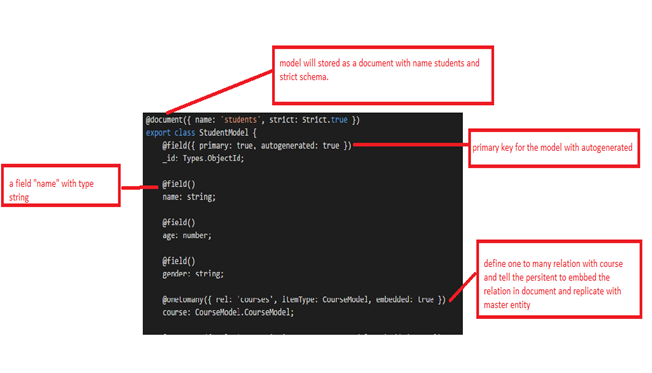 model will stored as a document with name students and
strict schema.
@document({ name: 'students', strict: Strict.true })
export class StudentModel {
@field({ primary: true, autogenerated: true })
_id: Types.ObjectId;
primary key for the model with autogenerated
a field "name" with type
string
@field()
name: string;
@field()
age: number;
@field()
gender: string;
@onetomany({ rel: 'courses', itemType: CourseModel, embedded: true })
course: CourseModel.CourseModel;
define one to many relation with course
and tell the persitent to embbed the
relation in document and replicate with
master entity